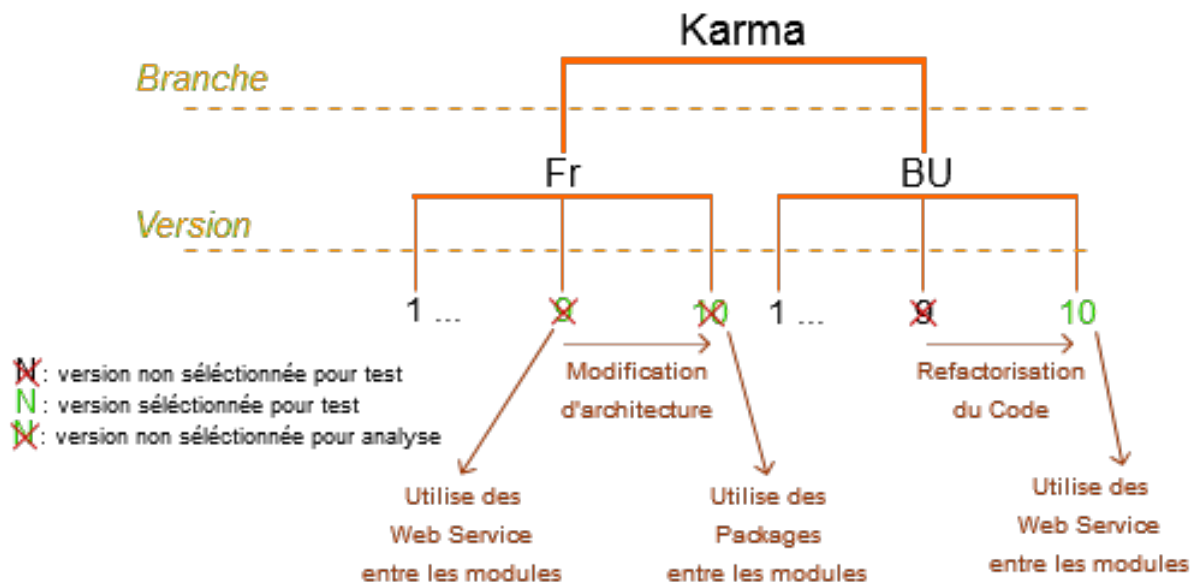 Karma
Branche
Fr BU
Version
1 ... 9 10 1 ... 9 10
N : version non séléctionnée pour test
N : version séléctionnée pour test
N : version non séléctionnée pour analyse
Modification
d'architecture
Refactorisation
du Code
Utilise des
Web Service
entre les modules
Utilise des
Packages
entre les modules
Utilise des
Web Service
entre les modules